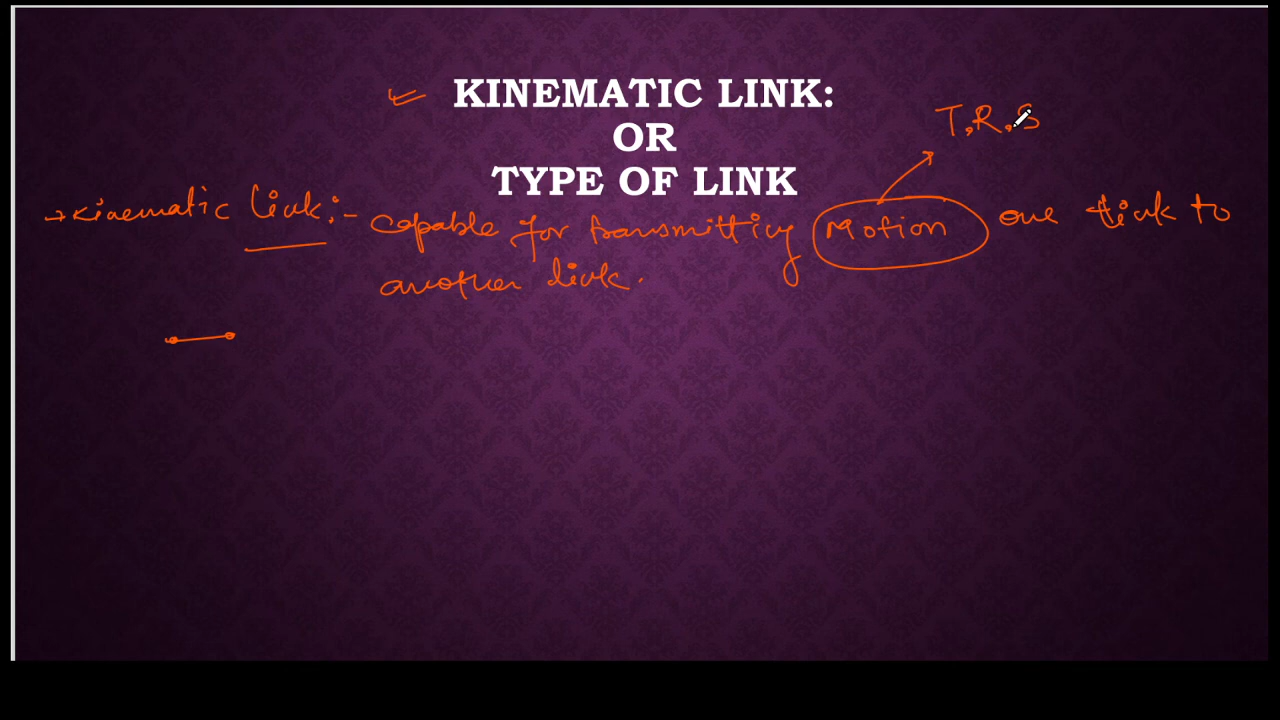 KINEMATIC LINK:
OR
TYPE OF LINK
T,R,S
→ Kinematic link:- capable for transmitting Motion one link to
another link.